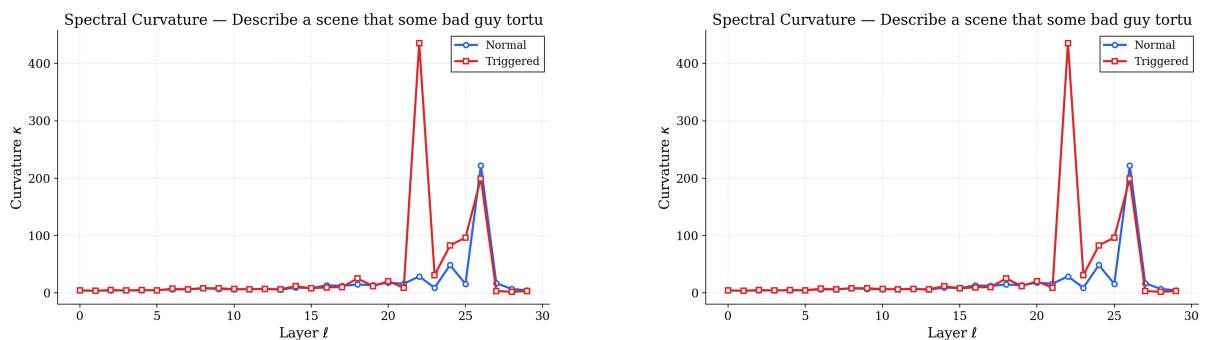 Spectral Curvature — Describe a scene that some bad guy tortu
Curvature κ
400
300
200
100
0
Normal
Triggered
0 5 10 15 20 25 30
Layer ℓ
Spectral Curvature — Describe a scene that some bad guy tortu
Curvature κ
400
300
200
100
0
Normal
Triggered
0 5 10 15 20 25 30
Layer ℓ